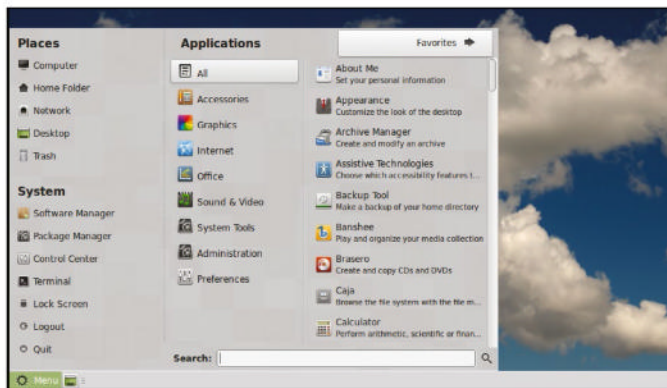 Places
Computer
Home Folder
Network
Desktop
Trash
System
Software Manager
Package Manager
Control Center
Terminal
Lock Screen
Logout
Quit
Applications
All
Accessories
Graphics
Internet
Office
Sound & Video
System Tools
Administration
Preferences
Favorites
About Me
Set your personal information
Appearance
Customize the look of the desktop
Archive Manager
Create and modify an archive
Assistive Technologies
Choose which accessibility features t...
Backup Tool
Make a backup of your home directory
Banshee
Play and organize your media collection
Brasero
Create and copy CDs and DVDs
Caja
Browse the file system with the file m...
Calculator
Perform arithmetic, scientific or finan...
Search:
Menu